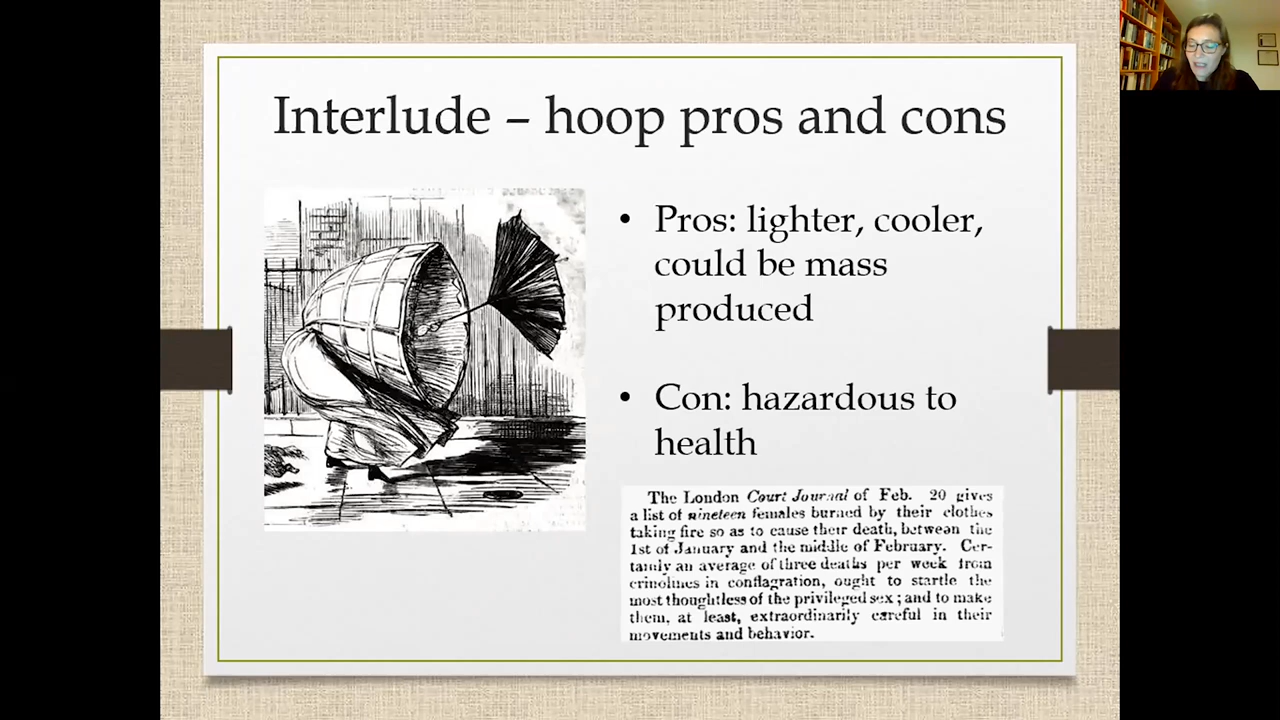 Interlude – hoop pros and cons
• Pros: lighter, cooler,
could be mass
produced
• Con: hazardous to
health
The London Court Journal of Feb. 20 gives
a list of nineteen females burned by their clothes
taking fire so as to cause their death, between the
1st of January and the middle of February. Cer-
tainly an average of three deaths per week from
crinolines in conflagration, ought to startle the
most thoughtless of the privileged sex; and to make
them, at least, extraordinarily careful in their
movements and behavior.